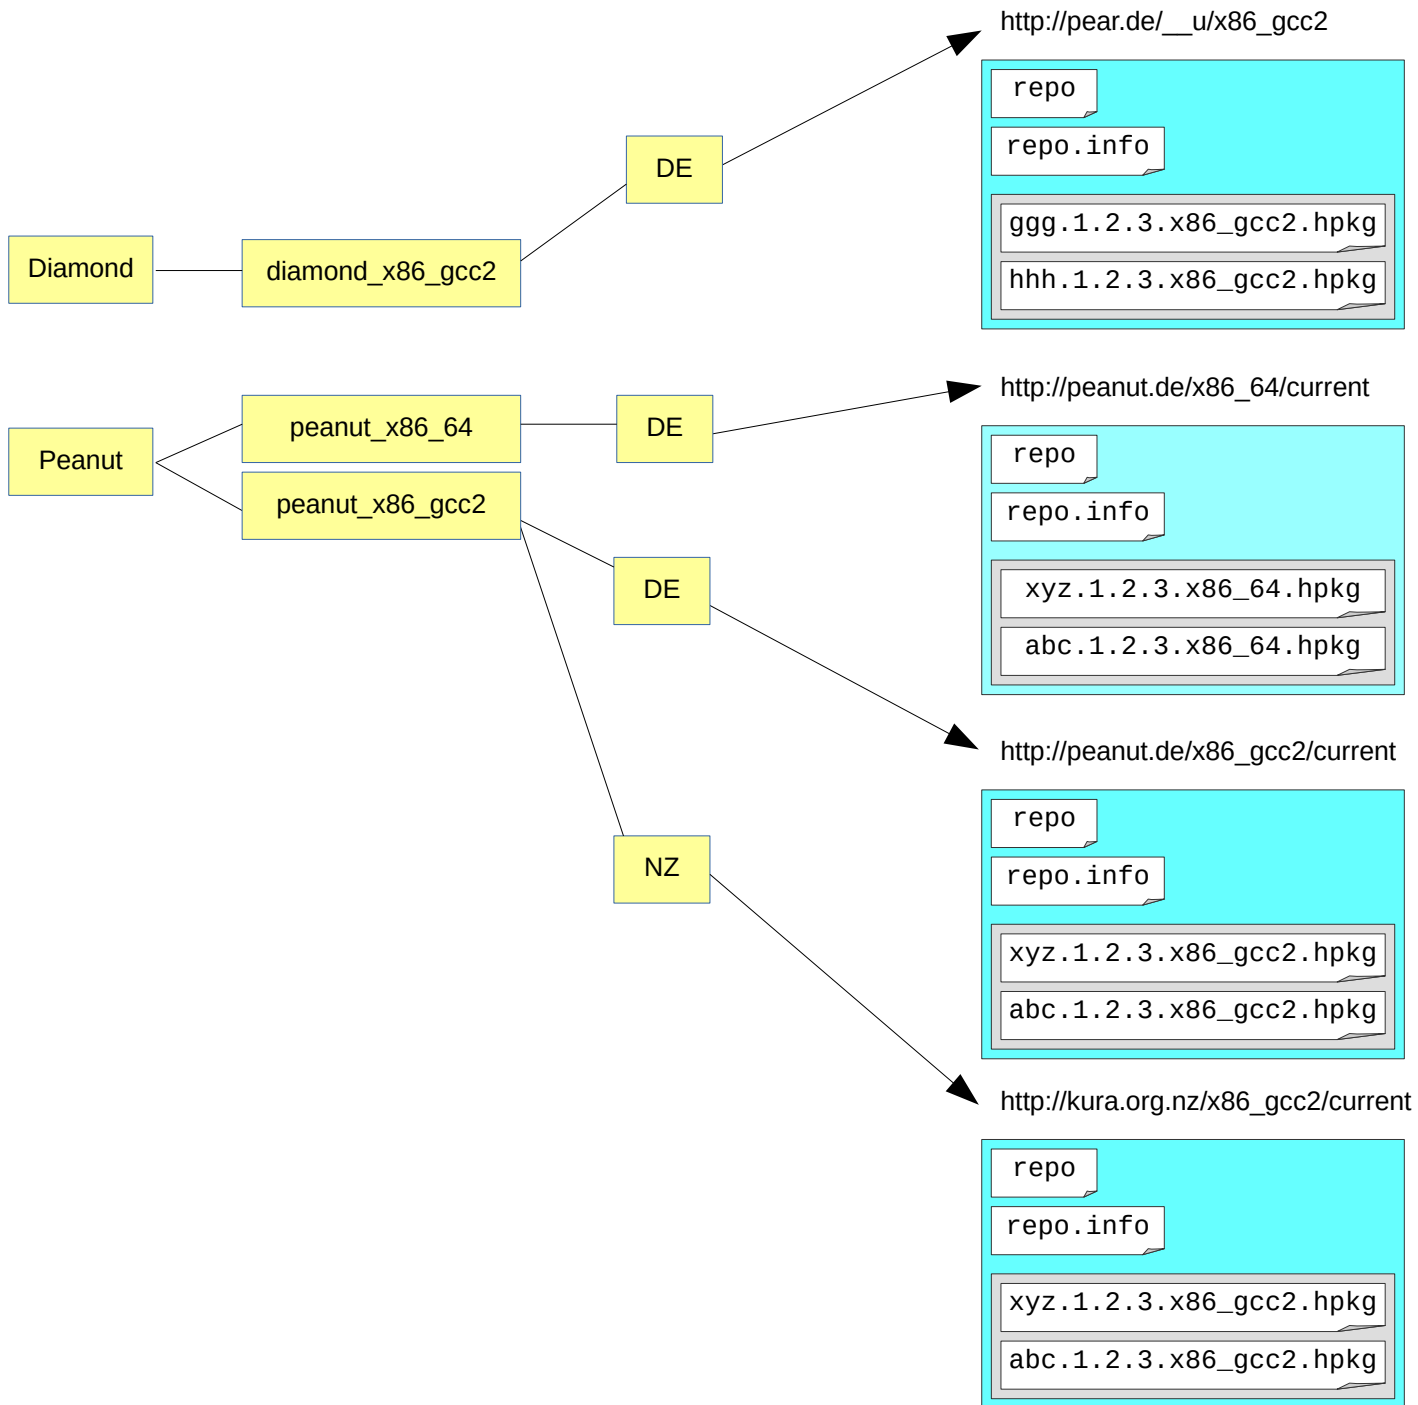 http://pear.de/__u/x86_gcc2
repo
repo.info
ggg.1.2.3.x86_gcc2.hpkg
hhh.1.2.3.x86_gcc2.hpkg
DE
Diamond
diamond_x86_gcc2
http://peanut.de/x86_64/current
Peanut
peanut_x86_64
peanut_x86_gcc2
DE
repo
repo.info
xyz.1.2.3.x86_64.hpkg
abc.1.2.3.x86_64.hpkg
DE
http://peanut.de/x86_gcc2/current
repo
repo.info
xyz.1.2.3.x86_gcc2.hpkg
abc.1.2.3.x86_gcc2.hpkg
NZ
http://kura.org.nz/x86_gcc2/current
repo
repo.info
xyz.1.2.3.x86_gcc2.hpkg
abc.1.2.3.x86_gcc2.hpkg